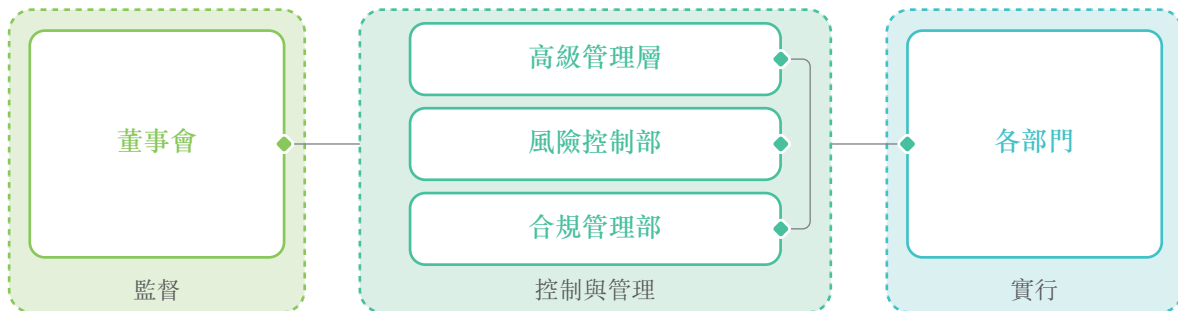 董事會
監督
高級管理層
風險控制部
合規管理部
控制與管理
各部門
實行